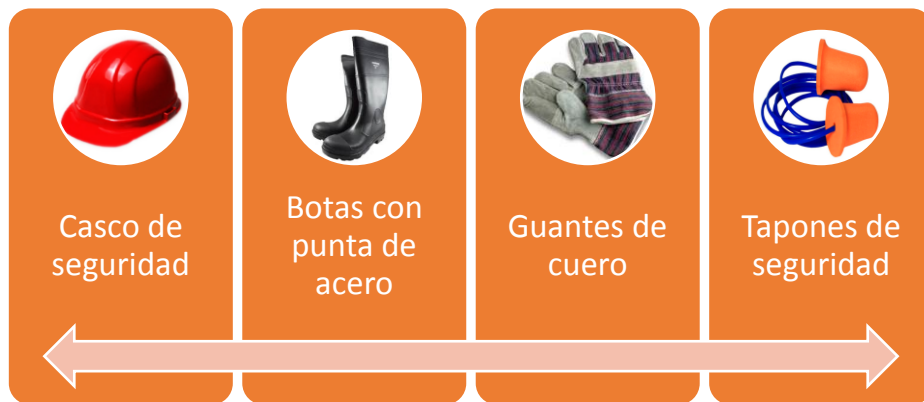 Casco de
seguridad
Botas con
punta de
acero
Guantes de
cuero
Tapones de
seguridad